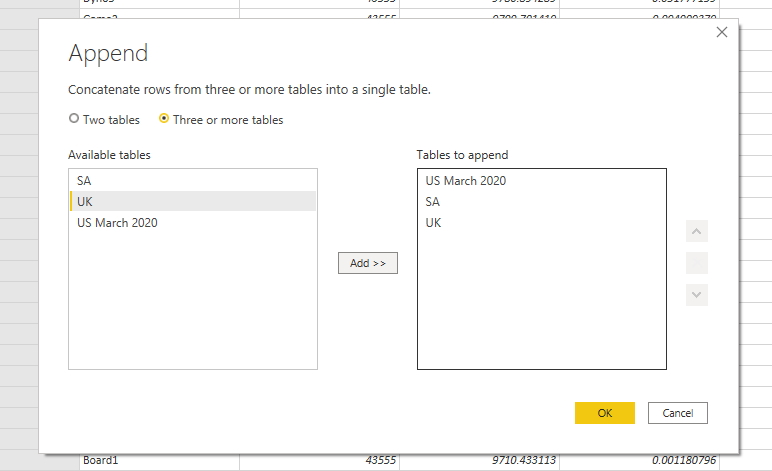 Append
Concatenate rows from three or more tables into a single table.
Two tables
Three or more tables
Available tables
SA
UK
US March 2020
Add >>
Tables to append
US March 2020
SA
UK
OK
Cancel
Board1 43555 9710.433113 0.001180796